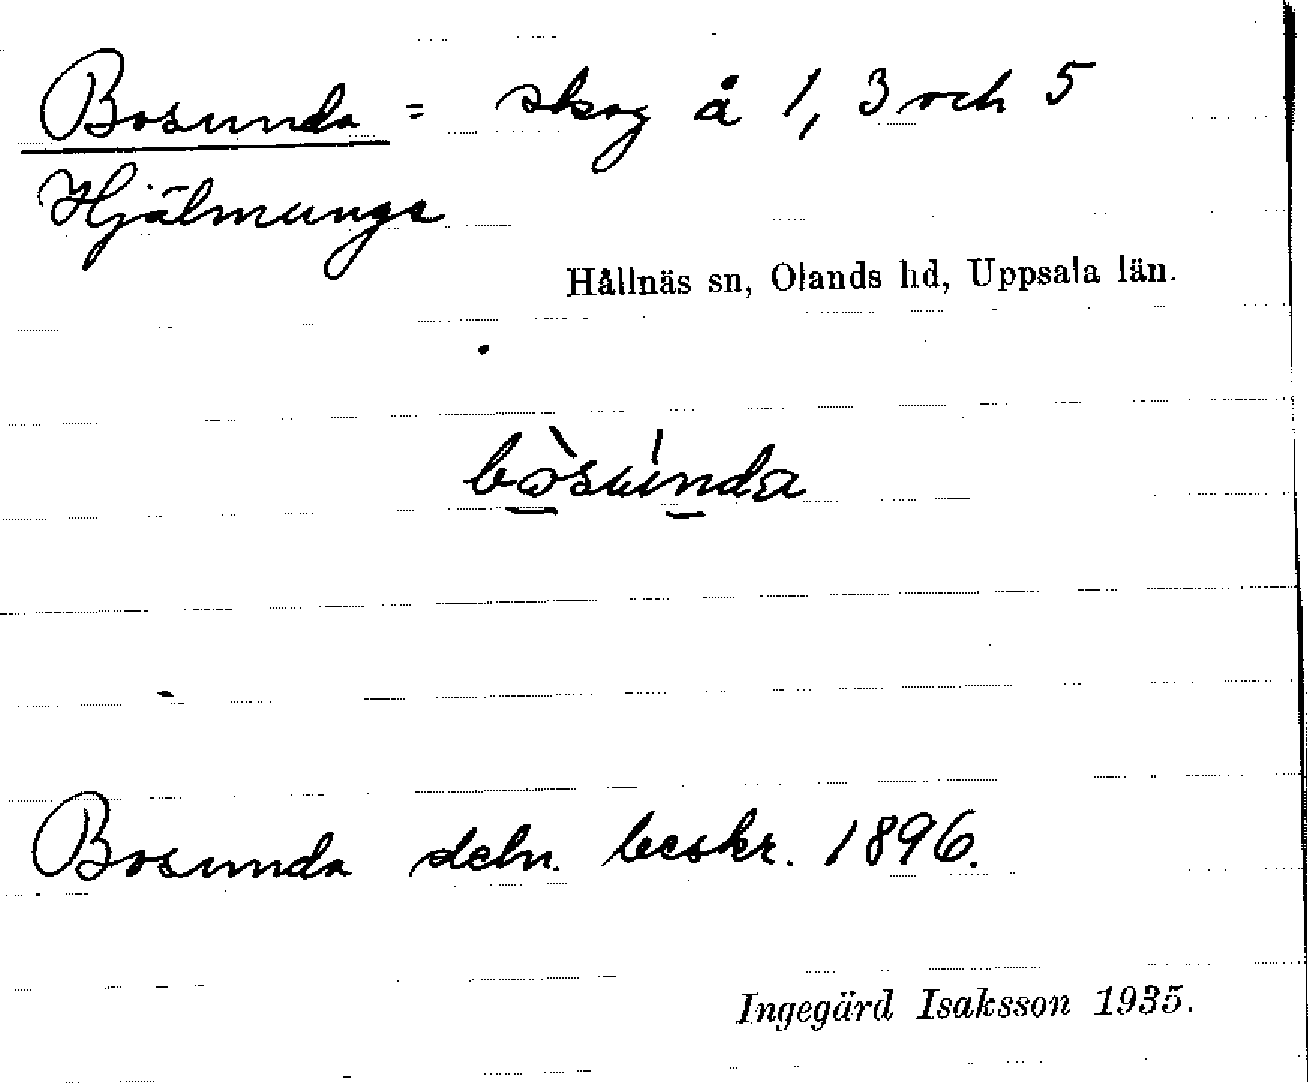 Bosunda = skog å 1, 3 och 5
Hjälmunge
Hållnäs sn, Olands hd, Uppsala län.
bòsúnda
Bosunda deln. beskr. 1896.
Ingegärd Isaksson 1935.